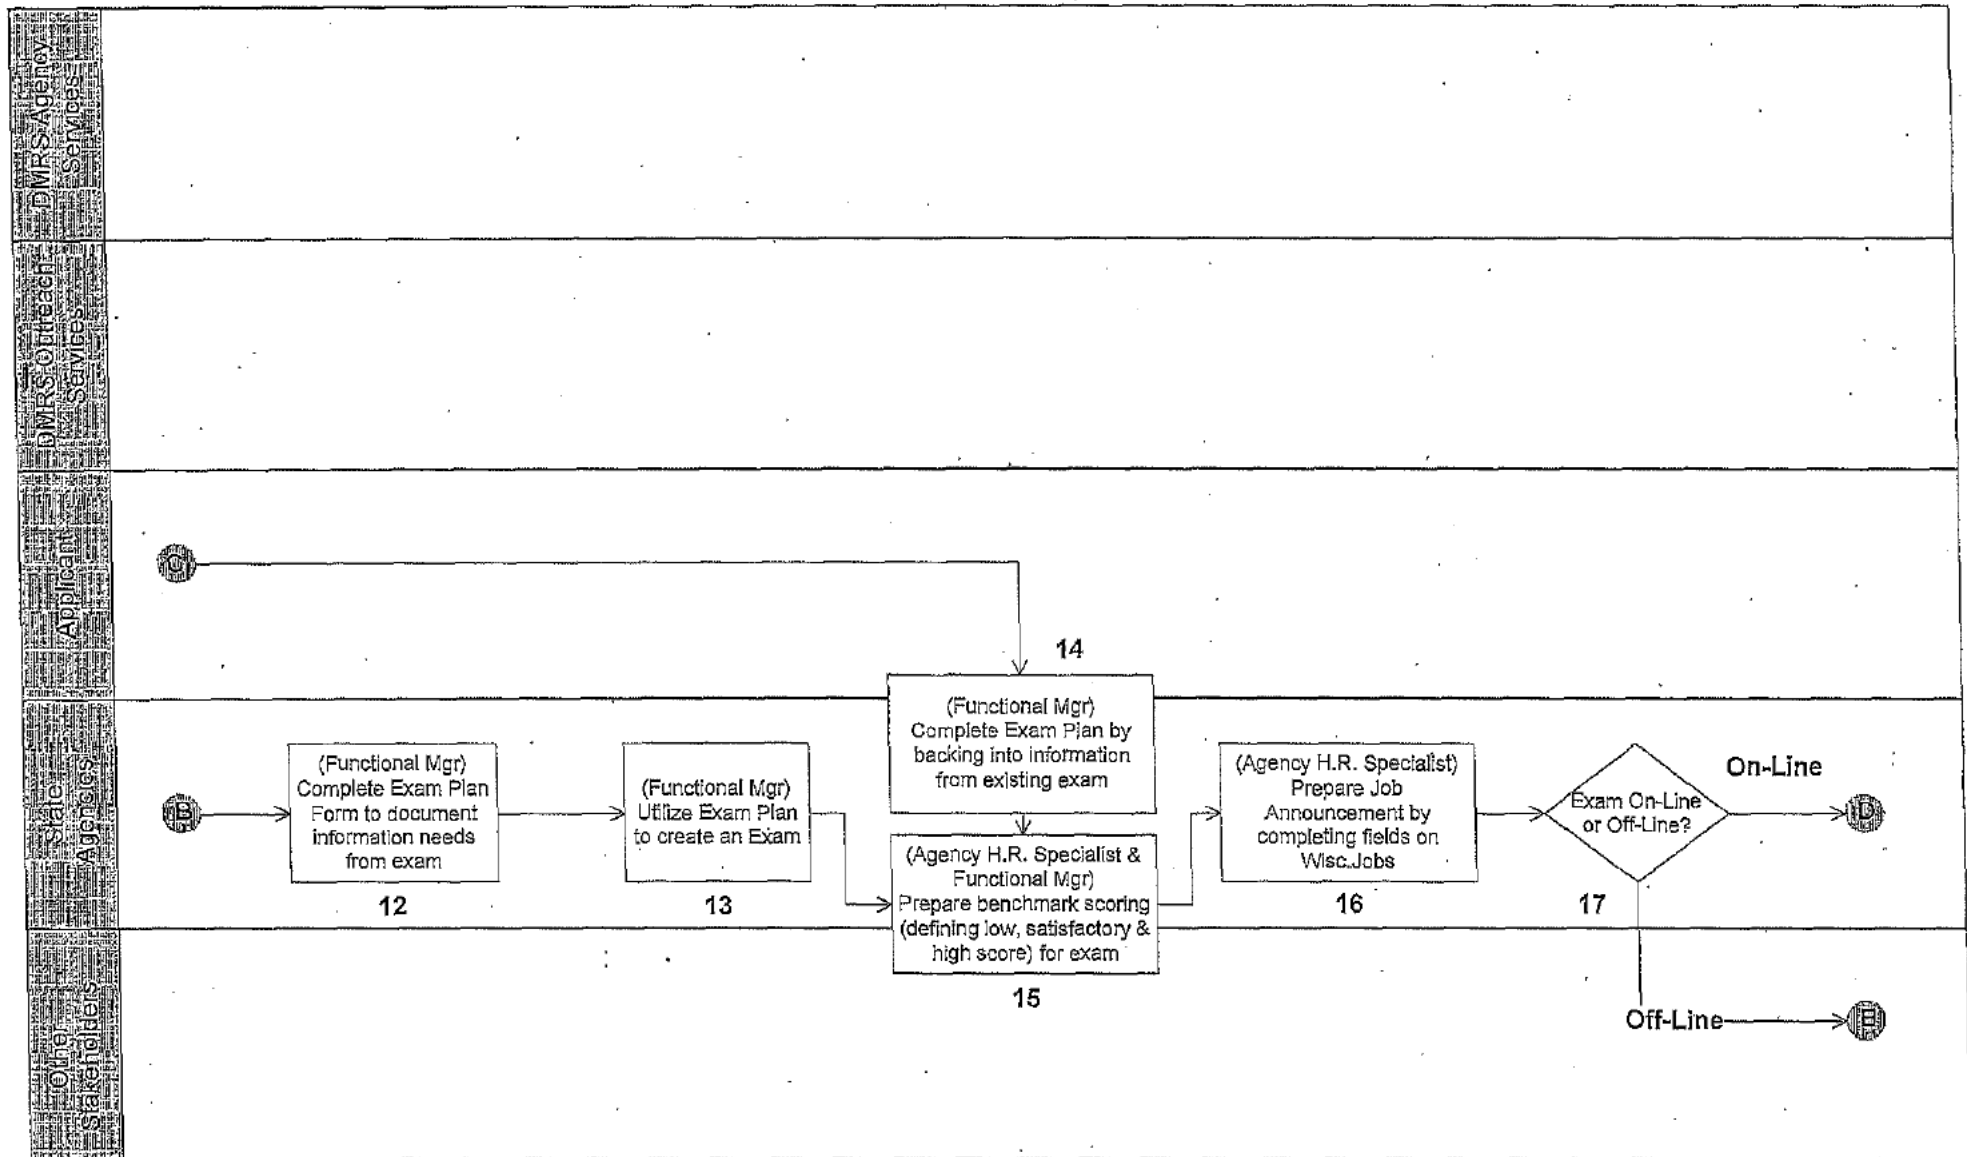 DMRS Agency
Services
DMRS Outreach
Services
Applicant
State
Agencies
Other
Stakeholders
C
14
(Functional Mgr)
Complete Exam Plan by
backing into information
from existing exam
B
(Functional Mgr)
Complete Exam Plan
Form to document
information needs
from exam
12
(Functional Mgr)
Utilize Exam Plan
to create an Exam
13
(Agency H.R. Specialist &
Functional Mgr)
Prepare benchmark scoring
(defining low, satisfactory &
high score) for exam
15
(Agency H.R. Specialist)
Prepare Job
Announcement by
completing fields on
Wisc.Jobs
16
Exam On-Line
or Off-Line?
17
On-Line
D
Off-Line
E